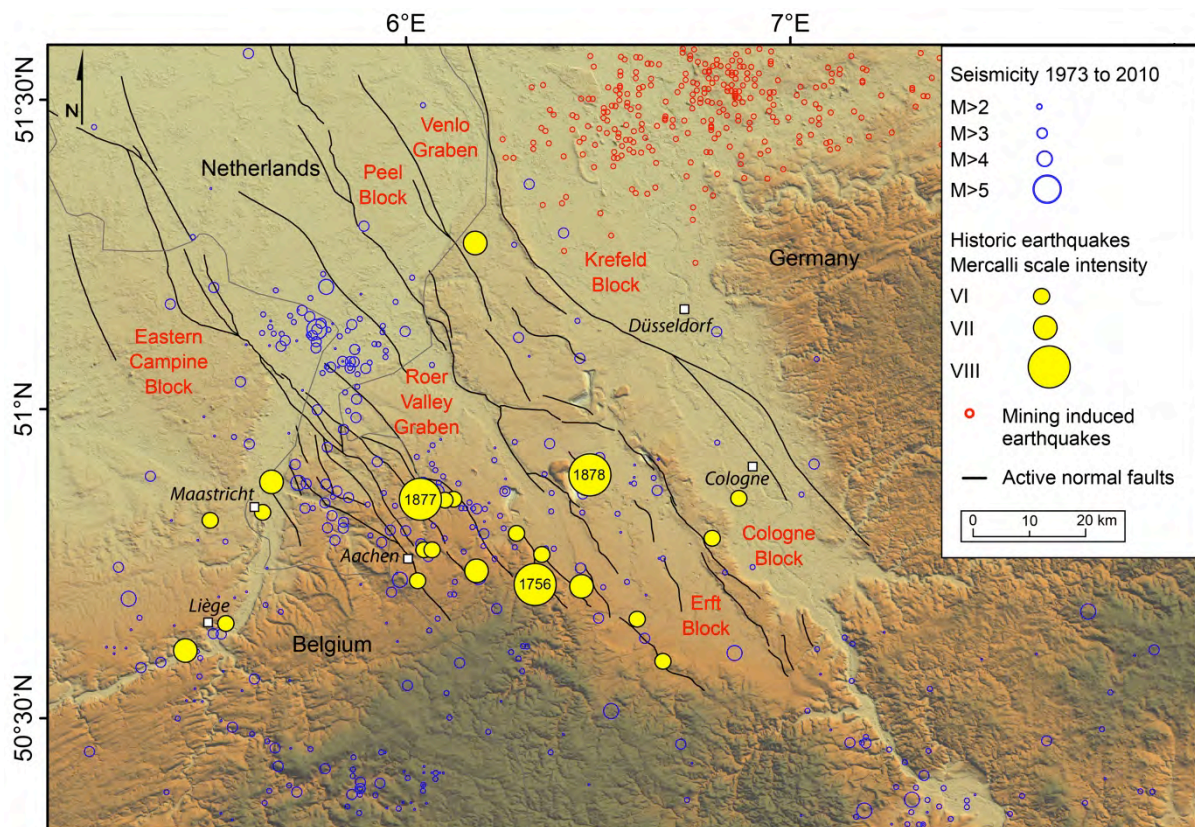 6°E
7°E
51°30'N
51°N
50°30'N
N
Netherlands
Venlo
Graben
Peel
Block
Krefeld
Block
Germany
Düsseldorf
Eastern
Campine
Block
Roer
Valley
Graben
Maastricht
1877
1878
Cologne
Aachen
1756
Cologne
Block
Erft
Block
Liège
Belgium
Seismicity 1973 to 2010
M>2
M>3
M>4
M>5
Historic earthquakes
Mercalli scale intensity
VI
VII
VIII
Mining induced
earthquakes
Active normal faults
0 10 20 km